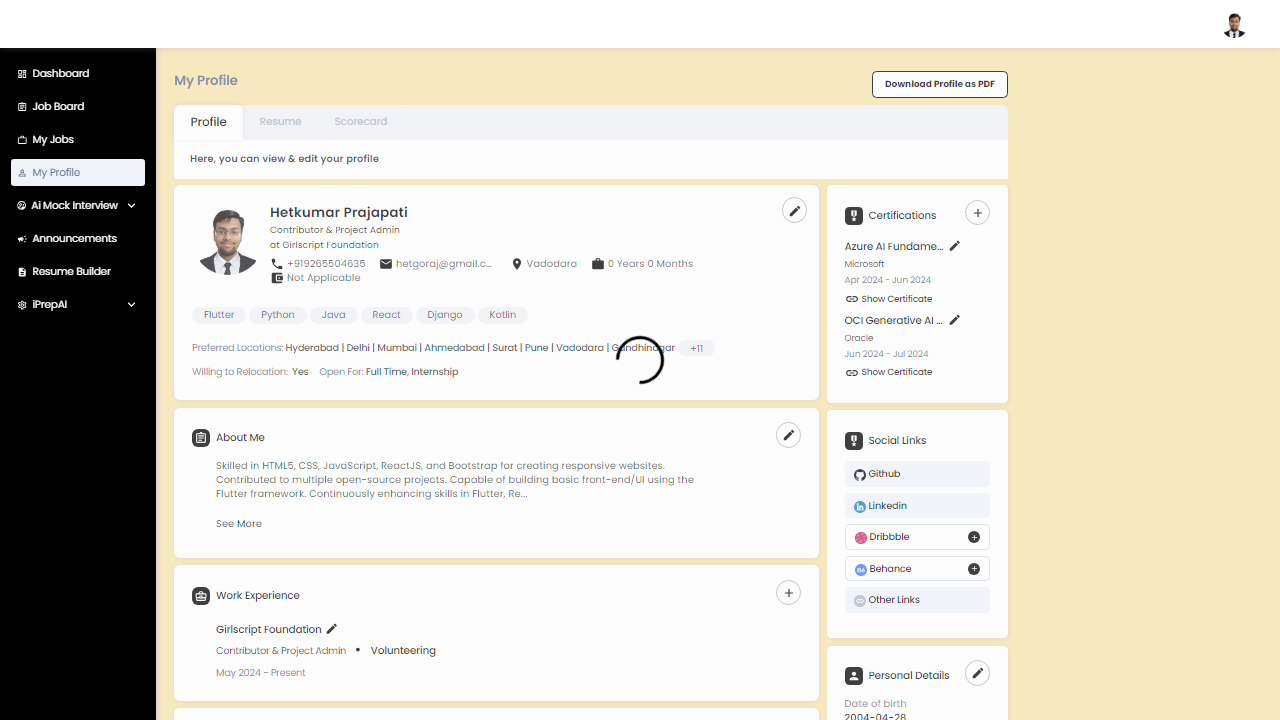 Dashboard
Job Board
My Jobs
My Profile
Ai Mock Interview
Announcements
Resume Builder
iPrepAI
My Profile
Download Profile as PDF
Profile
Resume
Scorecard
Here, you can view & edit your profile
Hetkumar Prajapati
Contributor & Project Admin
at Girlscript Foundation
+919265504635
hetgoraj@gmail.c...
Vadodara
0 Years 0 Months
Not Applicable
Flutter
Python
Java
React
Django
Kotlin
Preferred Locations: Hyderabad | Delhi | Mumbai | Ahmedabad | Surat | Pune | Vadodara | Gandhinagar +11
Willing to Relocation: Yes Open For: Full Time, Internship
About Me
Skilled in HTML5, CSS, JavaScript, ReactJS, and Bootstrap for creating responsive websites.
Contributed to multiple open-source projects. Capable of building basic front-end/UI using the
Flutter framework. Continuously enhancing skills in Flutter, Re...
See More
Work Experience
Girlscript Foundation
Contributor & Project Admin • Volunteering
May 2024 - Present
Certifications
Azure AI Fundame...
Microsoft
Apr 2024 - Jun 2024
Show Certificate
OCI Generative AI ...
Oracle
Jun 2024 - Jul 2024
Show Certificate
Social Links
Github
Linkedin
Dribbble
Behance
Other Links
Personal Details
Date of birth
2004-04-28